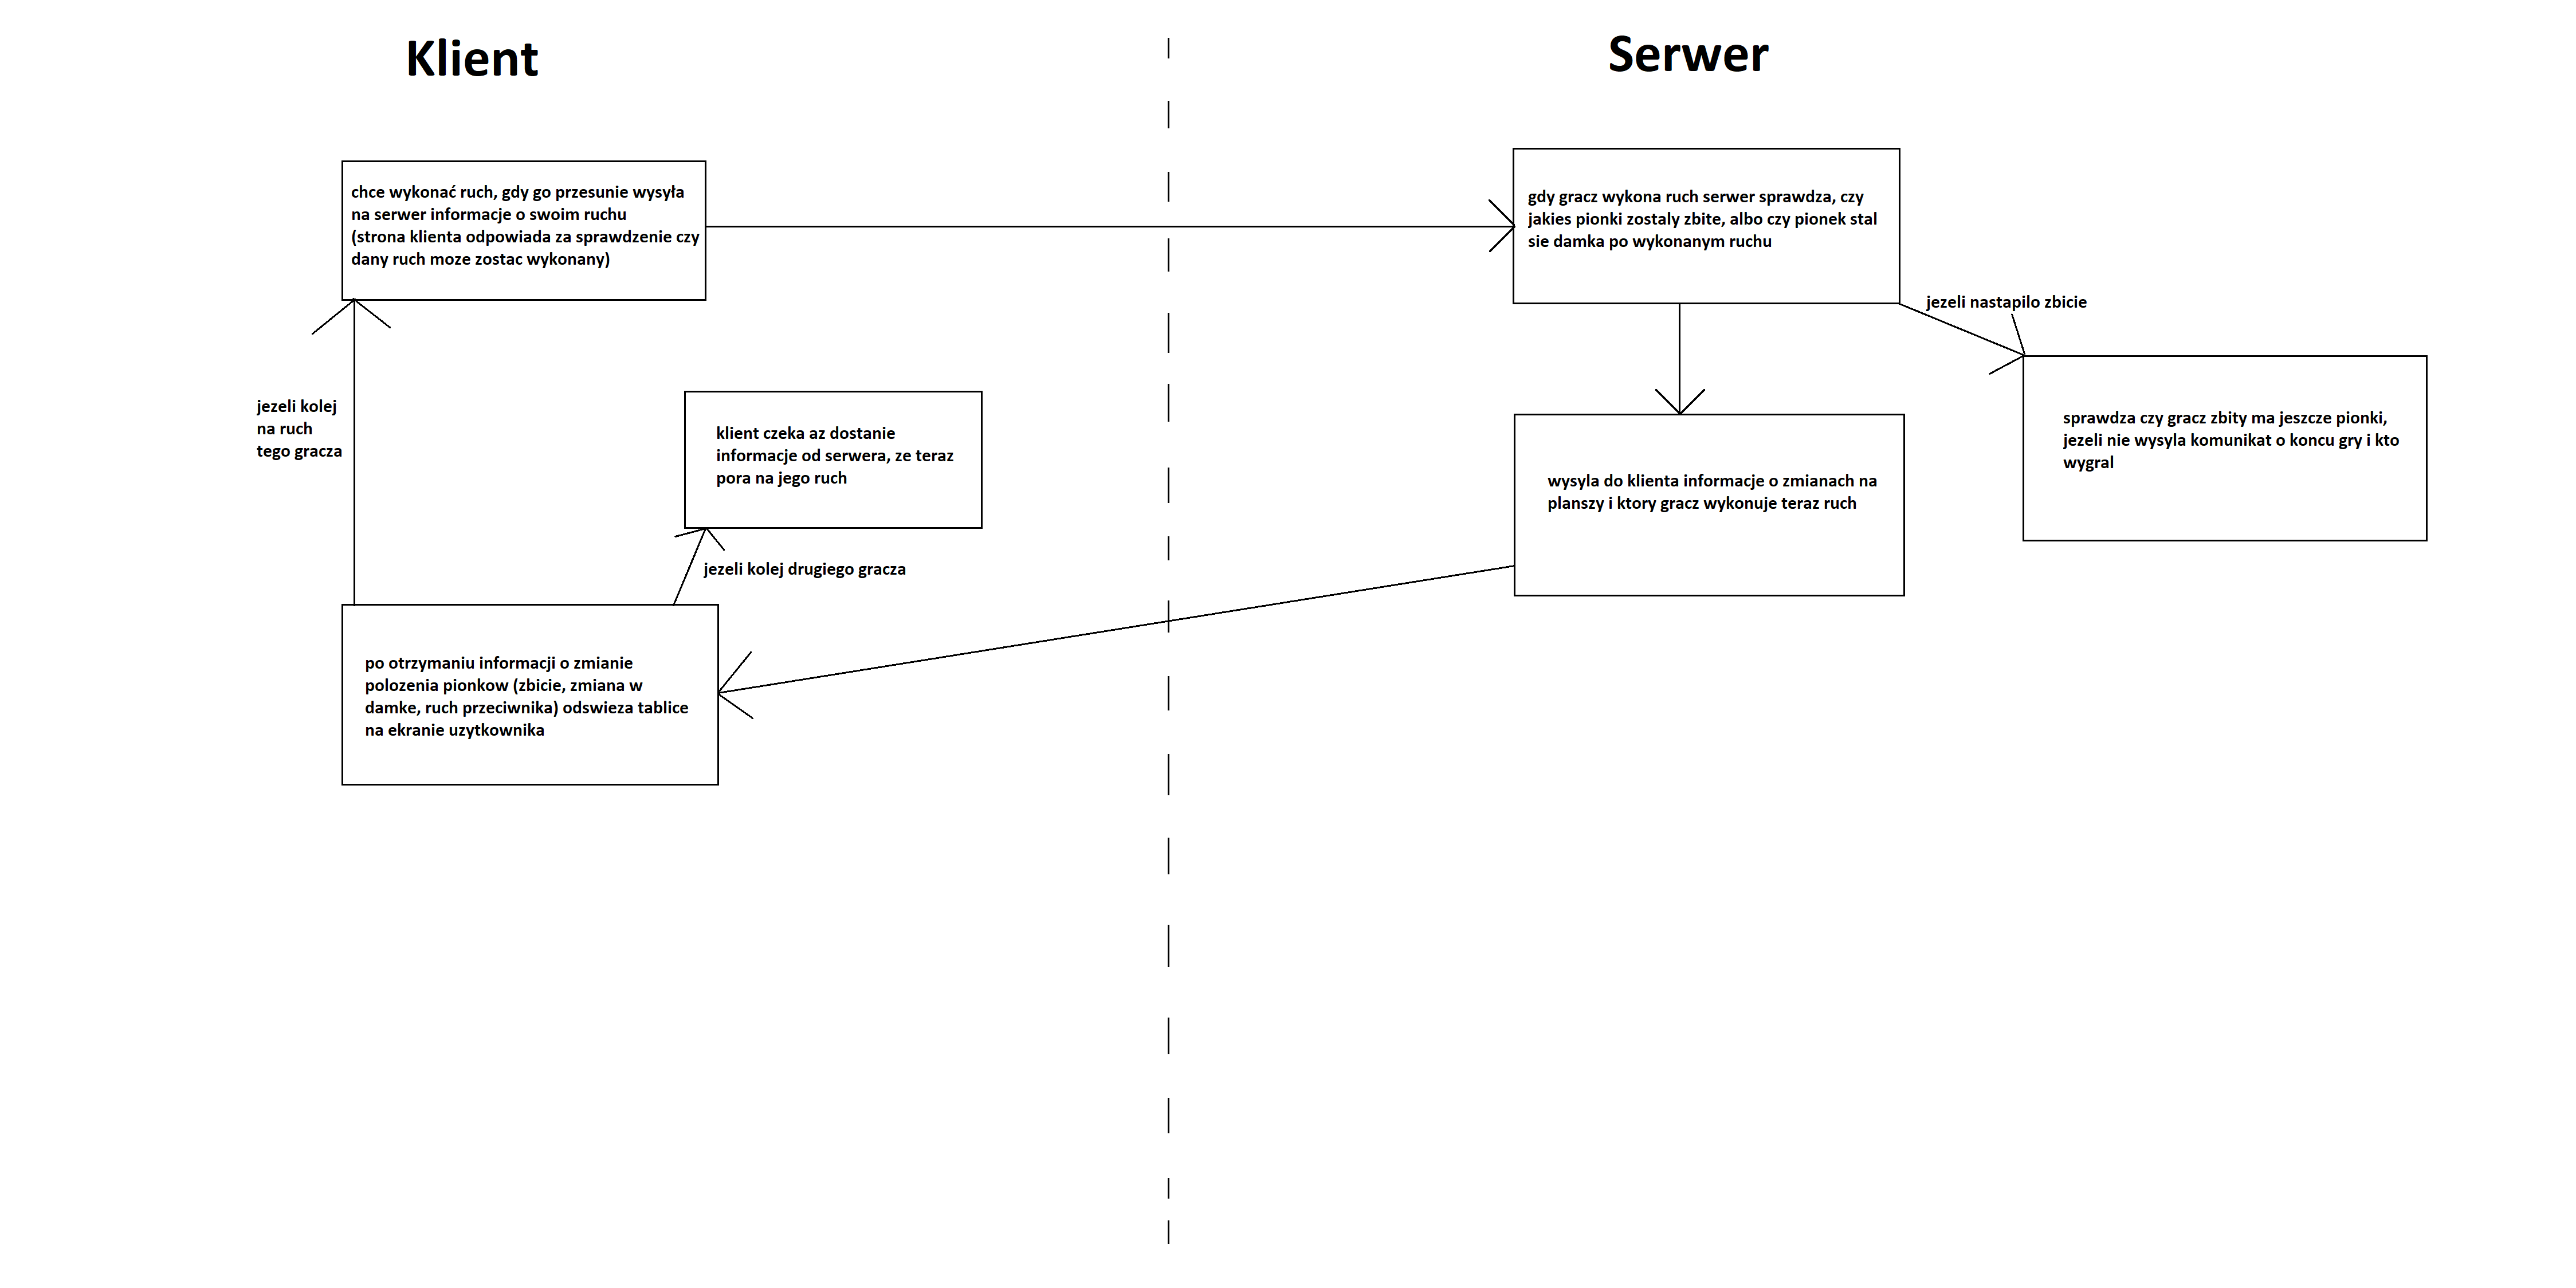 Klient
Serwer
chce wykonać ruch, gdy go przesunie wysyła
na serwer informacje o swoim ruchu
(strona klienta odpowiada za sprawdzenie czy
dany ruch moze zostac wykonany)
gdy gracz wykona ruch serwer sprawdza, czy
jakies pionki zostaly zbite, albo czy pionek stal
sie damka po wykonanym ruchu
jezeli nastapilo zbicie
jezeli kolej
na ruch
tego gracza
klient czeka az dostanie
informacje od serwera, ze teraz
pora na jego ruch
sprawdza czy gracz zbity ma jeszcze pionki,
jezeli nie wysyla komunikat o koncu gry i kto
wygral
wysyla do klienta informacje o zmianach na
planszy i ktory gracz wykonuje teraz ruch
jezeli kolej drugiego gracza
po otrzymaniu informacji o zmianie
polozenia pionkow (zbicie, zmiana w
damke, ruch przeciwnika) odswieza tablice
na ekranie uzytkownika